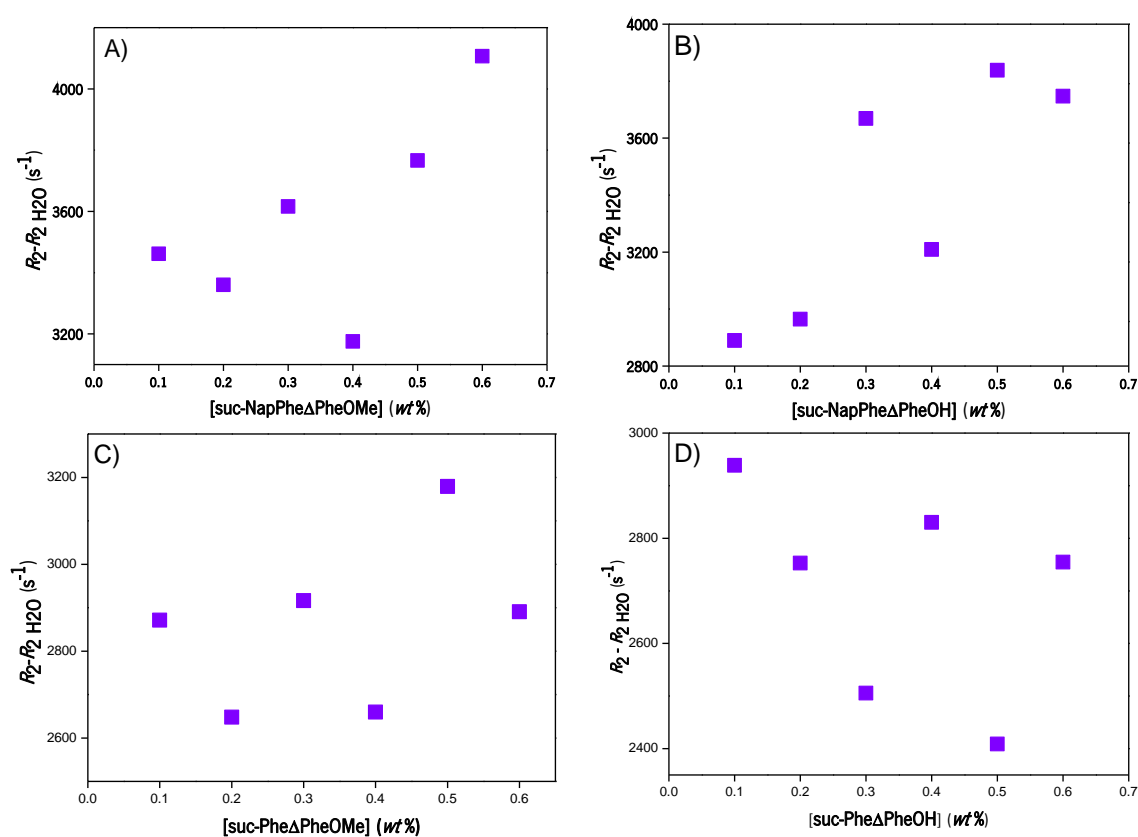 A)
4000
3600
3200
R2-R2 H2O (s-1)
0.0 0.1 0.2 0.3 0.4 0.5 0.6 0.7
[suc-NapPheΔPheOMe] (wt%)
B)
4000
3600
3200
2800
R2-R2 H2O (s-1)
0.0 0.1 0.2 0.3 0.4 0.5 0.6 0.7
[suc-NapPheΔPheOH] (wt%)
C)
3200
3000
2800
2600
R2-R2 H2O (s-1)
0.0 0.1 0.2 0.3 0.4 0.5 0.6
[suc-PheΔPheOMe] (wt%)
D)
3000
2800
2600
2400
R2 - R2 H2O (s-1)
0.0 0.1 0.2 0.3 0.4 0.5 0.6 0.7
[suc-PheΔPheOH] (wt%)